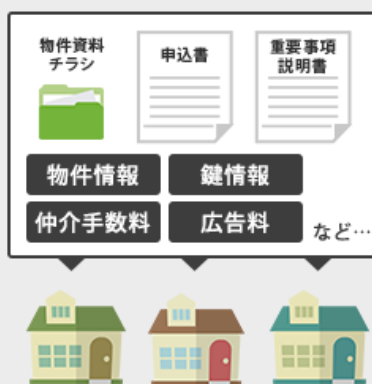 物件資料
チラシ
申込書
重要事項
説明書
物件情報
鍵情報
仲介手数料
広告料
など…